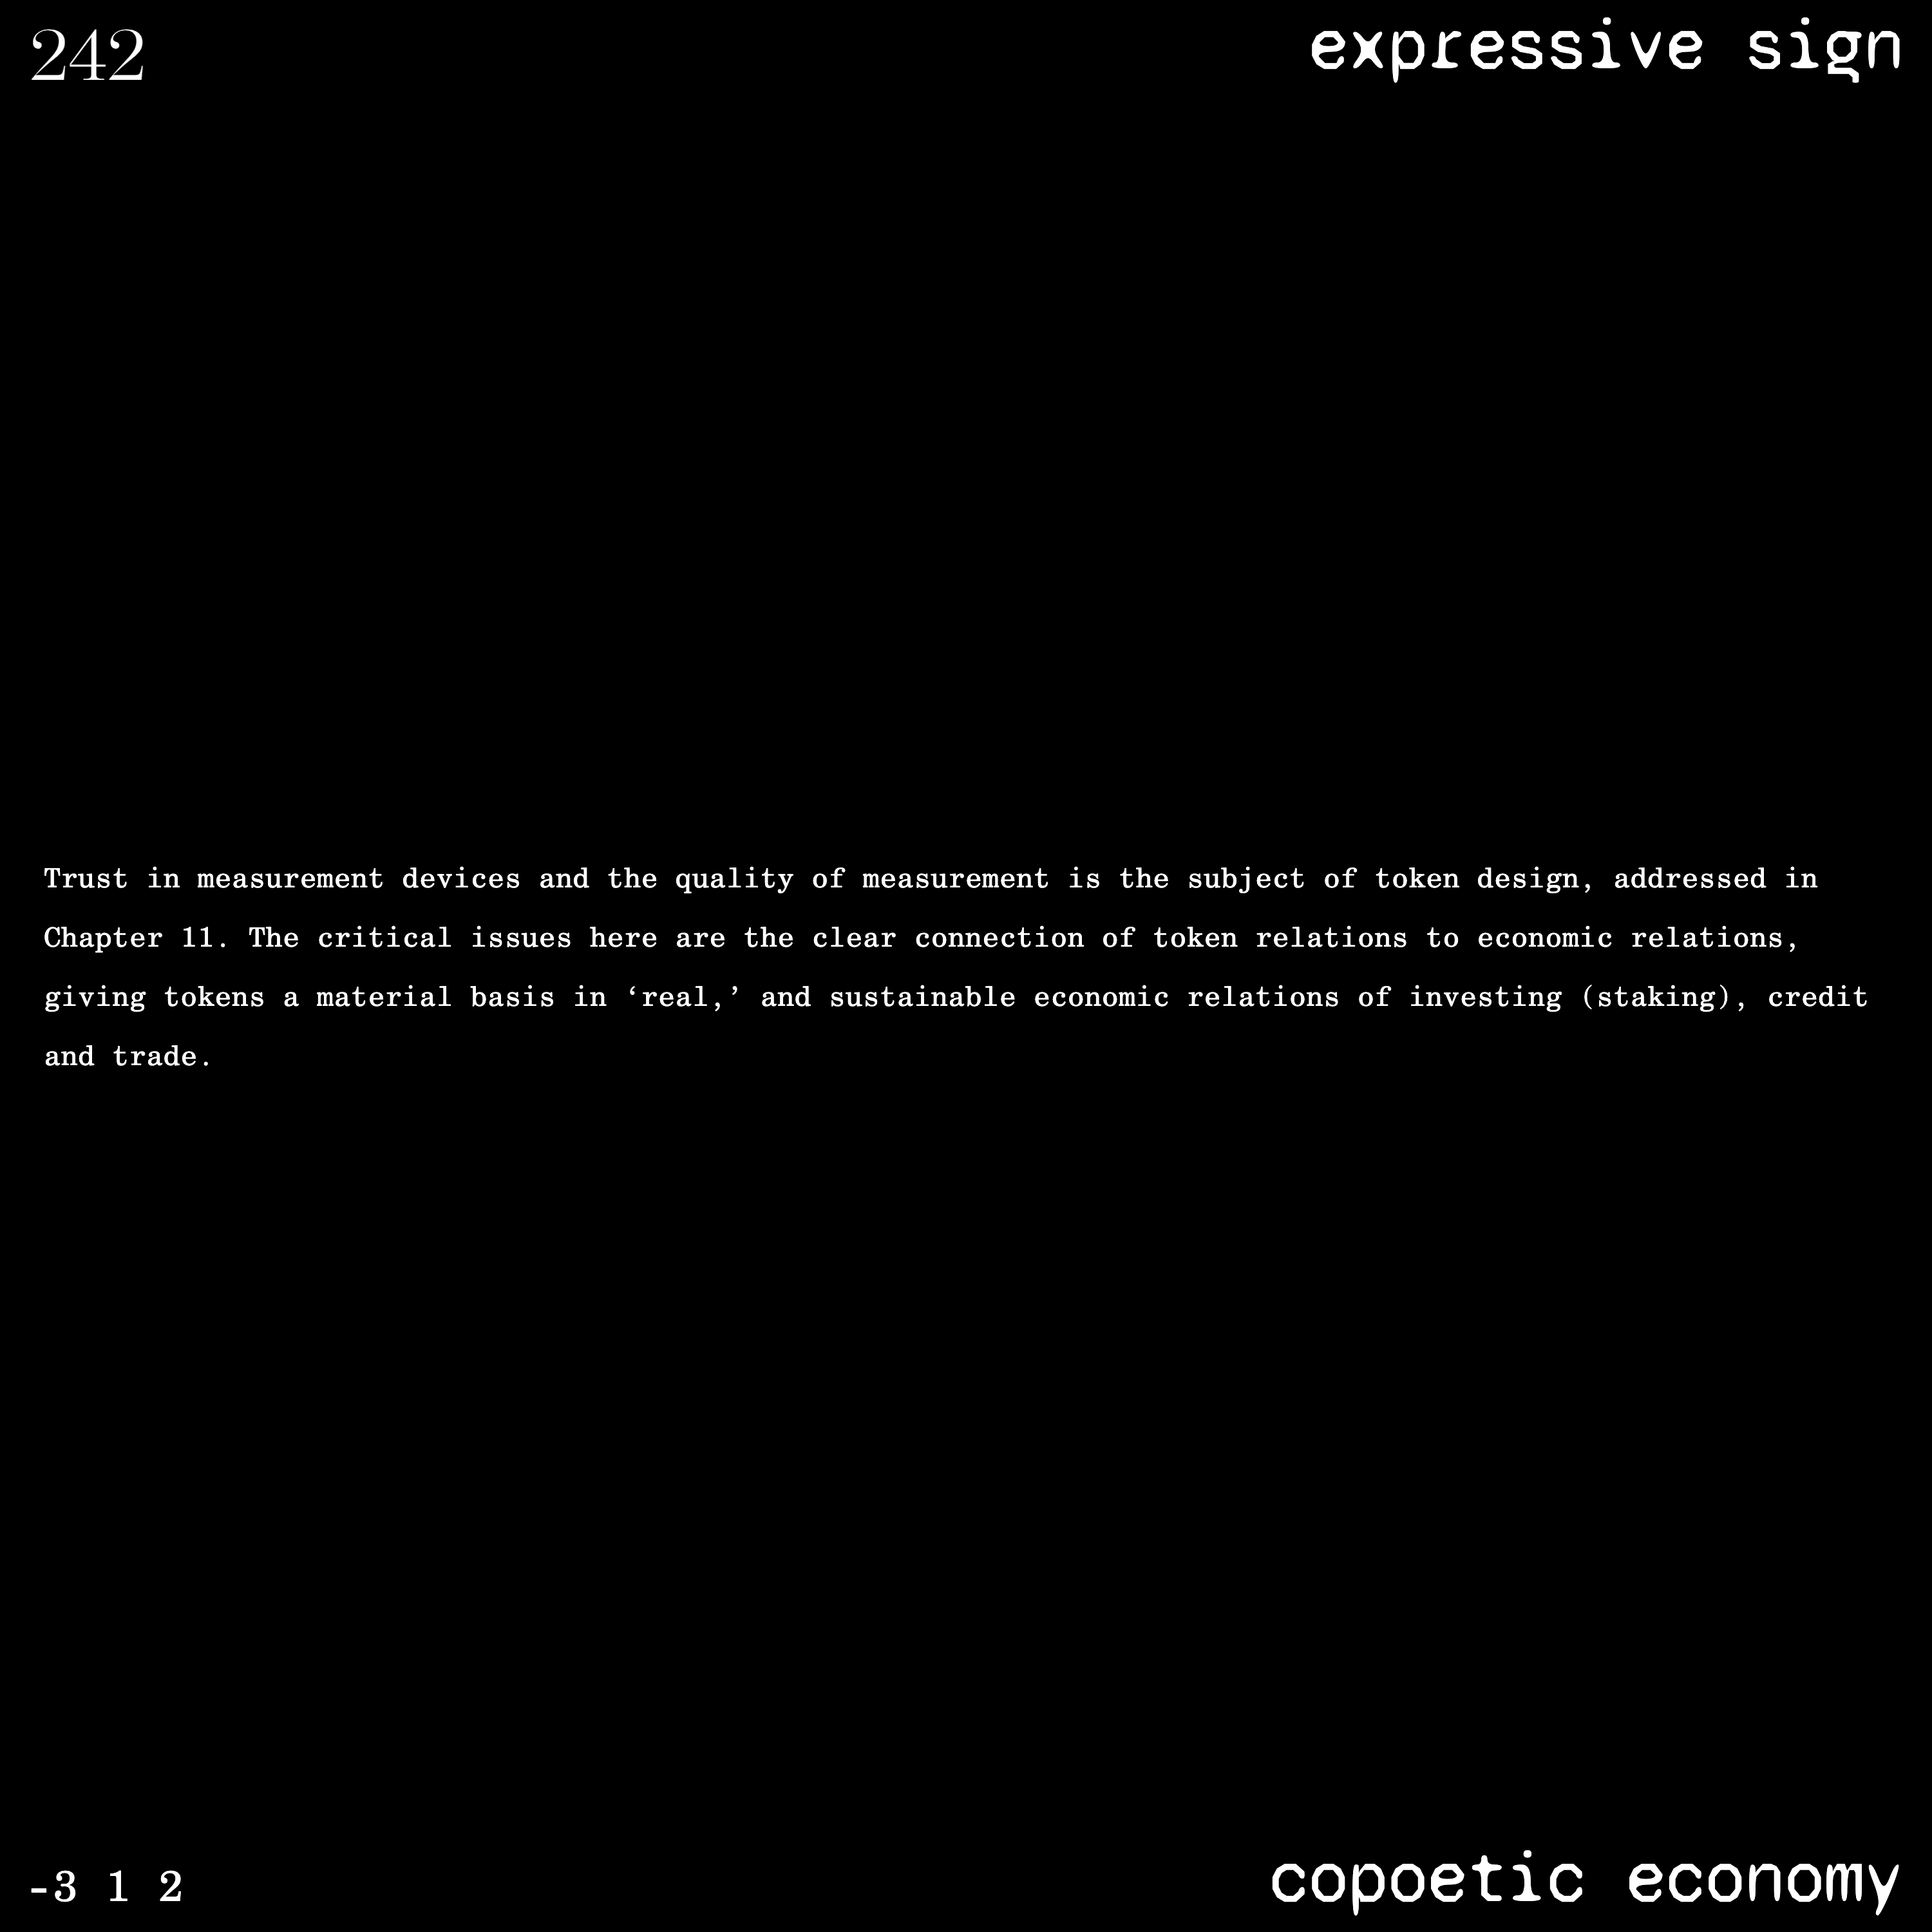 242
expressive sign
Trust in measurement devices and the quality of measurement is the subject of token design, addressed in
Chapter 11. The critical issues here are the clear connection of token relations to economic relations,
giving tokens a material basis in ‘real,’ and sustainable economic relations of investing (staking), credit
and trade.
-3 1 2
copoetic economy